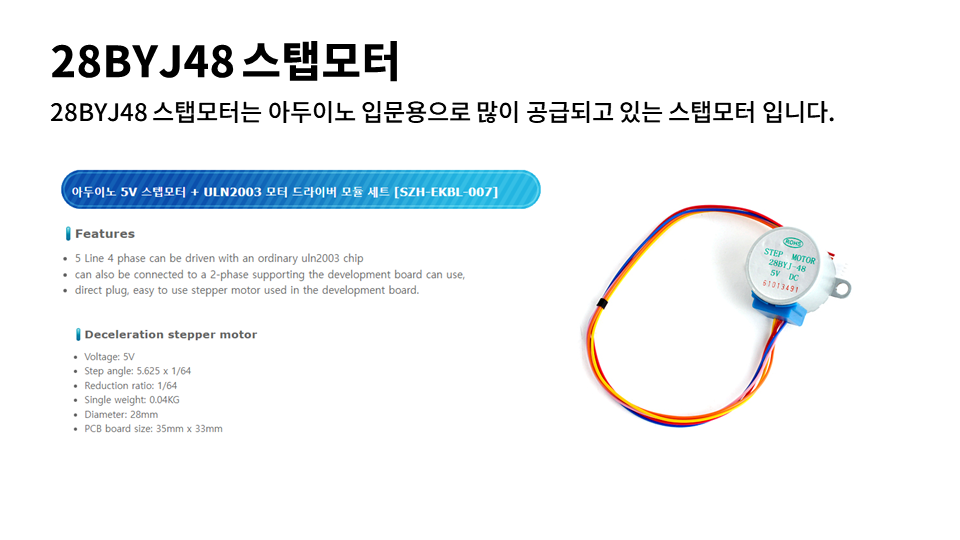 28BYJ48 스탭모터
28BYJ48 스탭모터는 아두이노 입문용으로 많이 공급되고 있는 스탭모터 입니다.
아두이노 5V 스텝모터 + ULN2003 모터 드라이버 모듈 세트 [SZH-EKBL-007]
Features
5 Line 4 phase can be driven with an ordinary uln2003 chip
can also be connected to a 2-phase supporting the development board can use,
direct plug, easy to use stepper motor used in the development board.
Deceleration stepper motor
Voltage: 5V
Step angle: 5.625 x 1/64
Reduction ratio: 1/64
Single weight: 0.04KG
Diameter: 28mm
PCB board size: 35mm x 33mm
ROHS
STEP MOTOR
28BYJ-48
5V DC
61013491